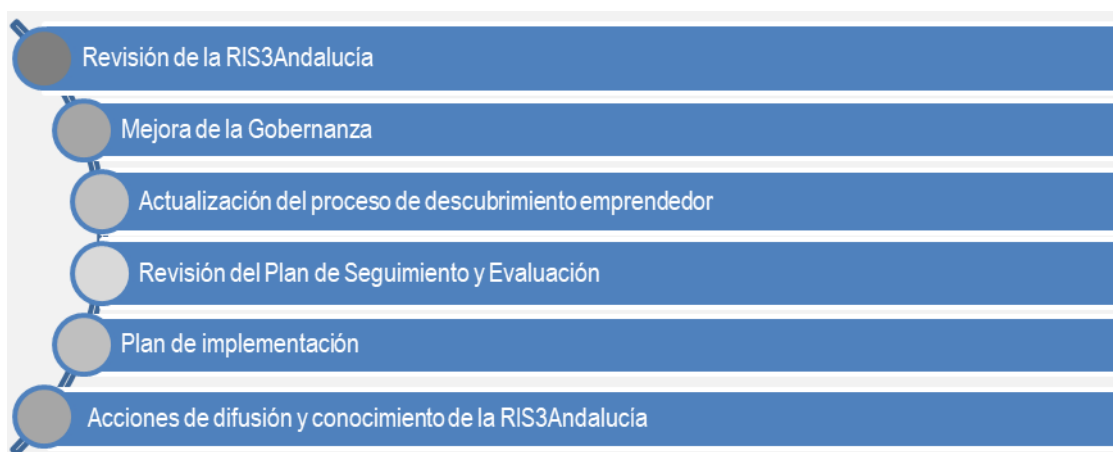 Revisión de la RIS3Andalucía
Mejora de la Gobernanza
Actualización del proceso de descubrimiento emprendedor
Revisión del Plan de Seguimiento y Evaluación
Plan de implementación
Acciones de difusión y conocimiento de la RIS3Andalucía